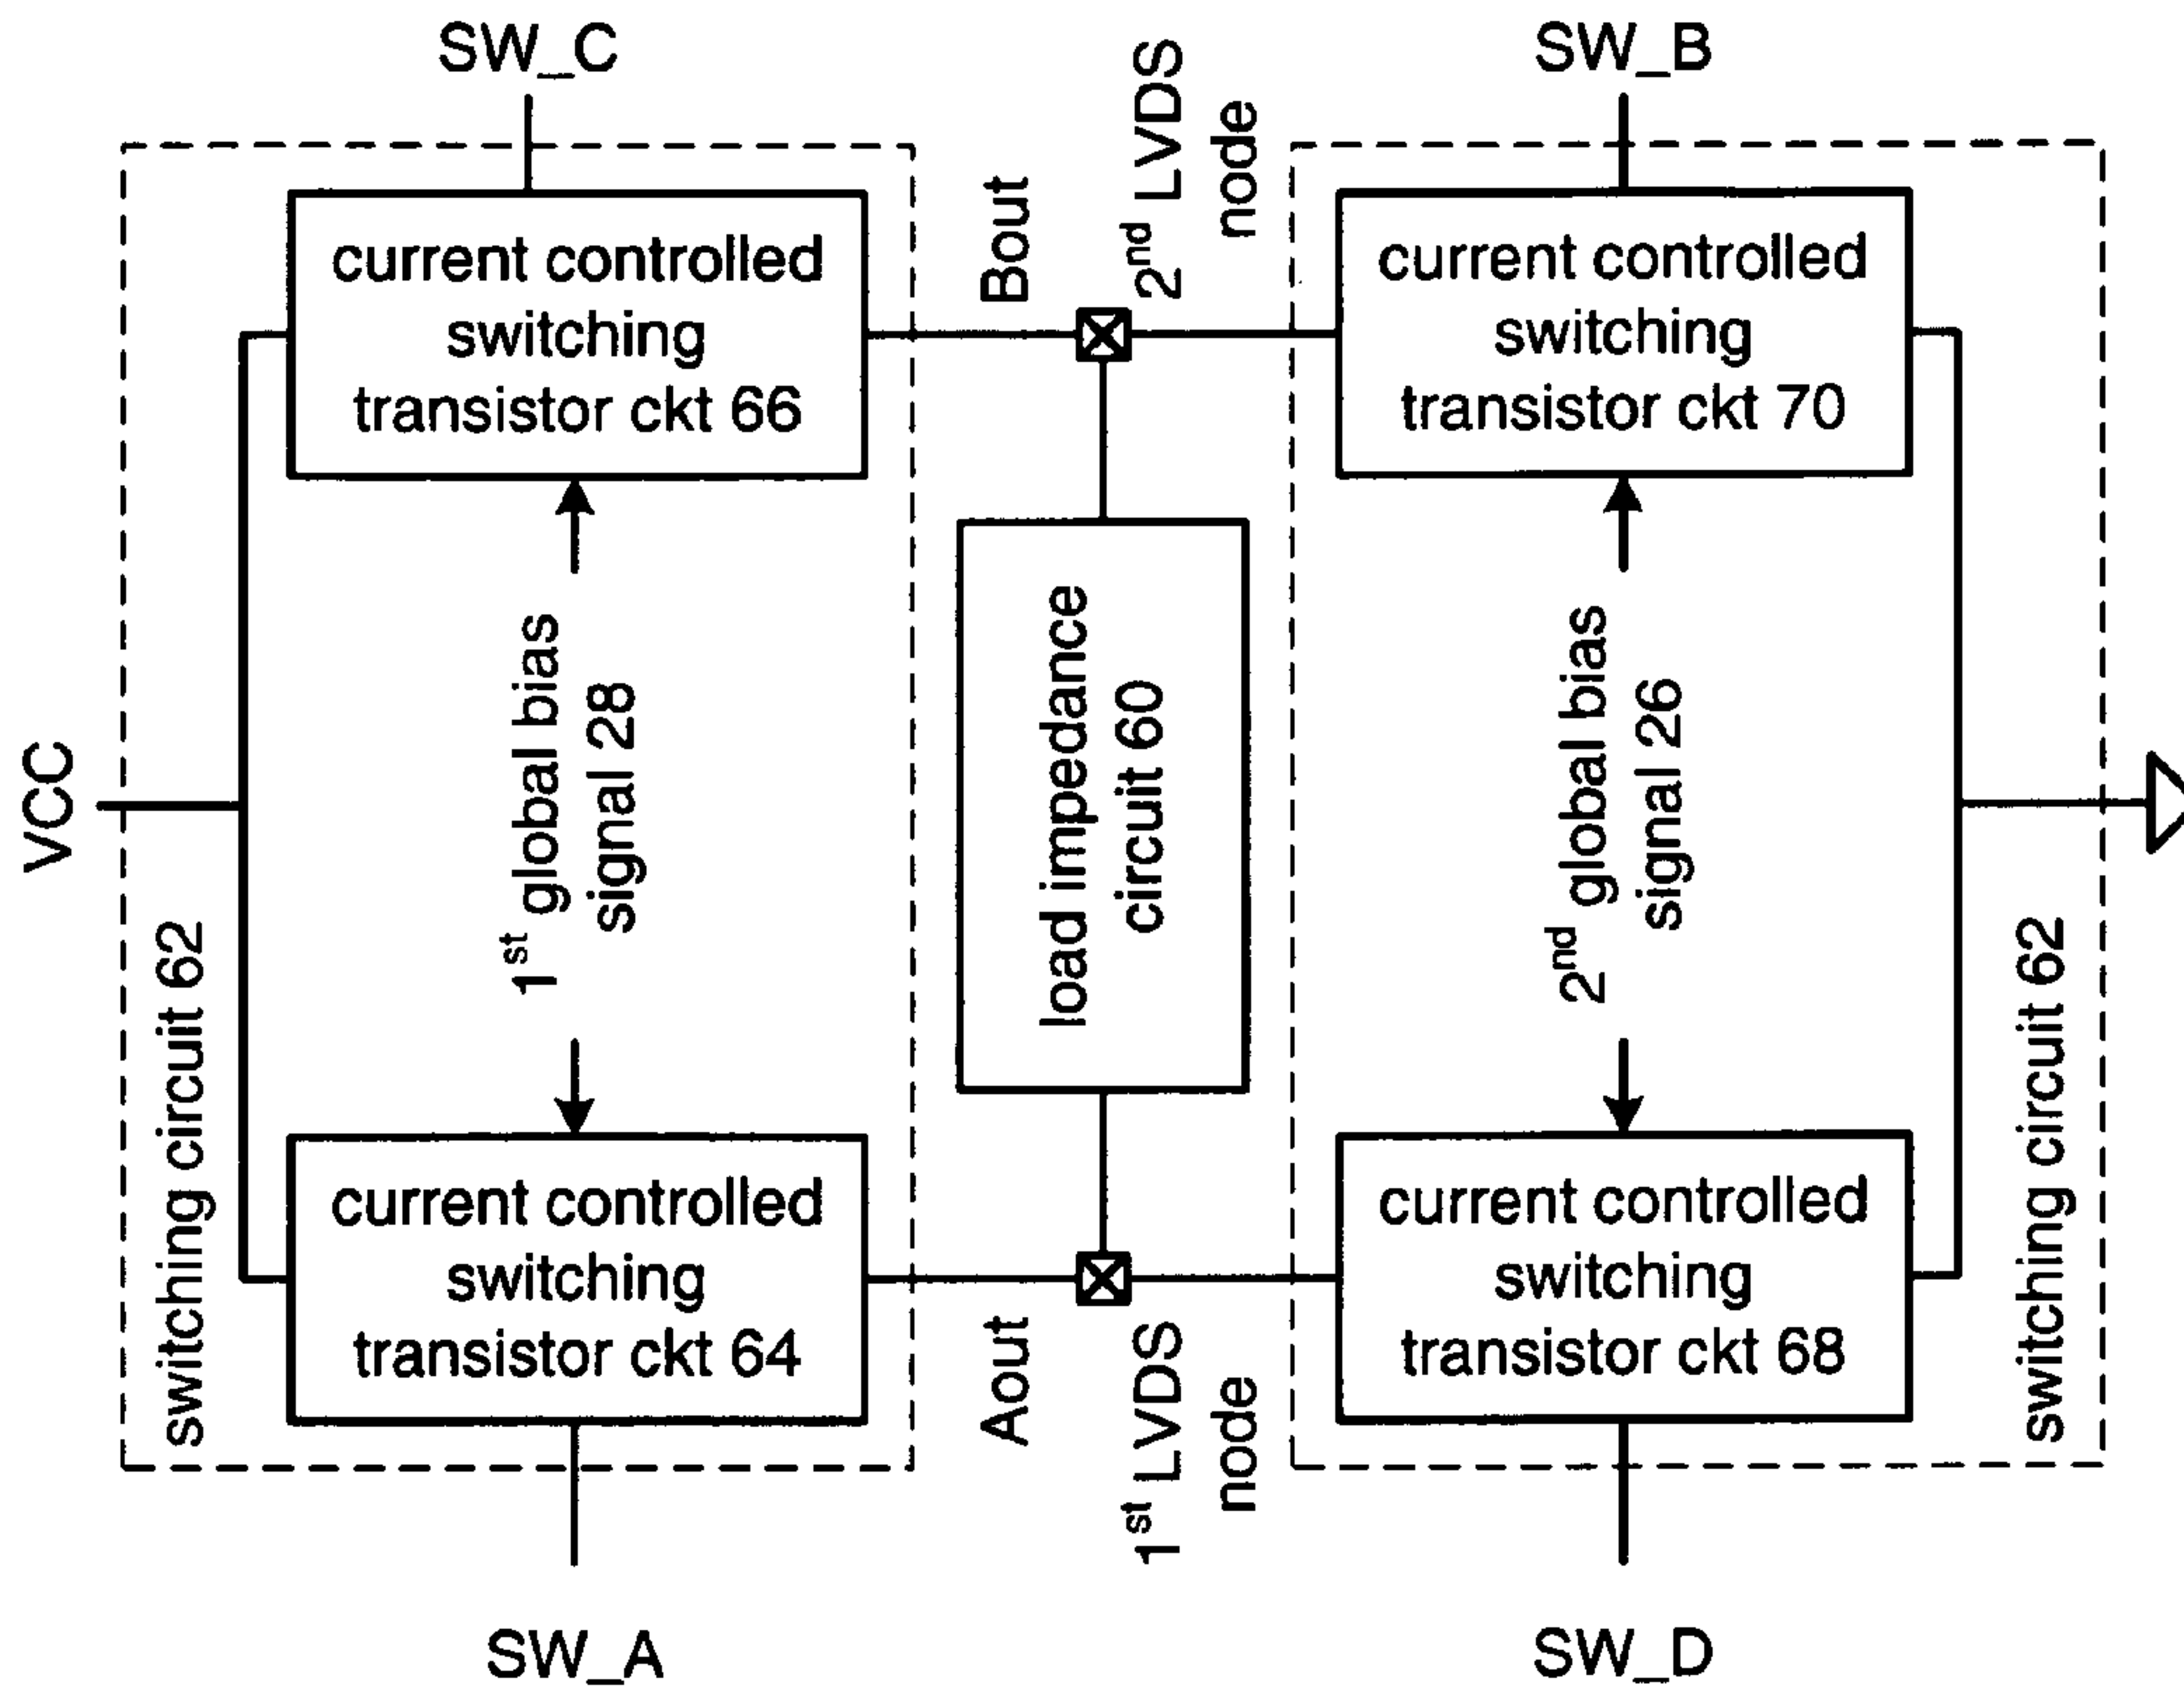 SW_C
SW_B
current controlled
switching
transistor ckt 66
Bout
2nd LVDS
node
current controlled
switching
transistor ckt 70
VCC
switching circuit 62
1st global bias
signal 28
load impedance
circuit 60
2nd global bias
signal 26
switching circuit 62
current controlled
switching
transistor ckt 64
Aout
1st LVDS
node
current controlled
switching
transistor ckt 68
SW_A
SW_D